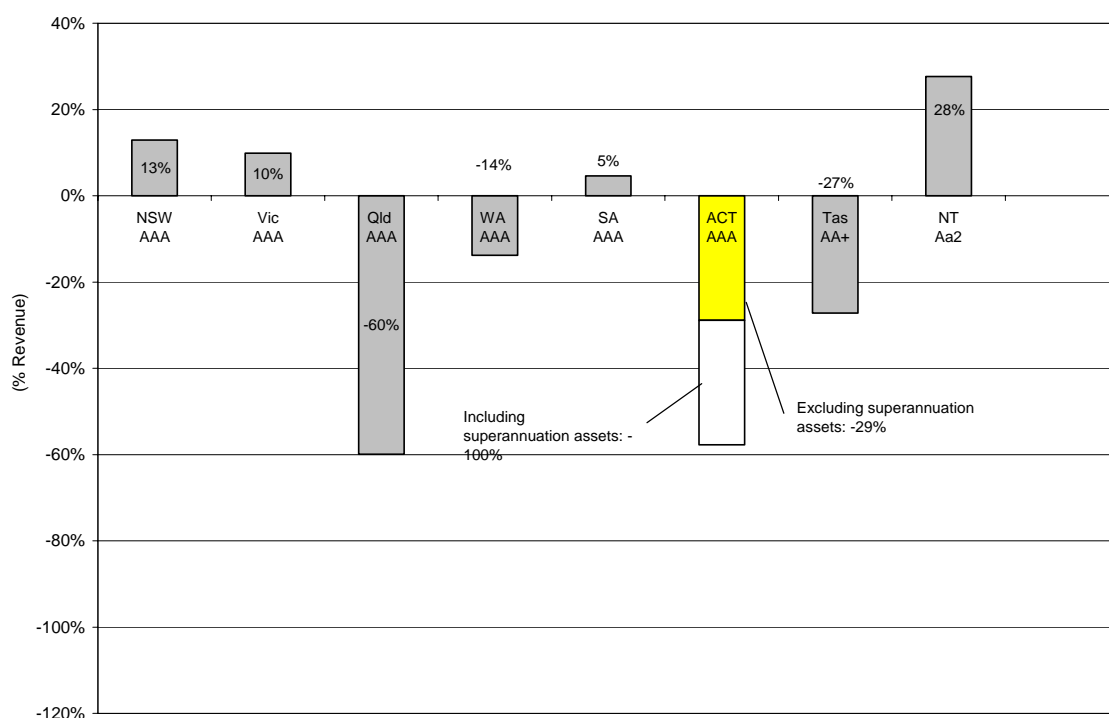 40%
20%
0%
-20%
-40%
-60%
-80%
-100%
-120%
(% Revenue)
13%
10%
-60%
-14%
5%
-27%
28%
NSW
AAA
Vic
AAA
Qld
AAA
WA
AAA
SA
AAA
ACT
AAA
Tas
AA+
NT
Aa2
Including
superannuation assets: -
100%
Excluding superannuation
assets: -29%